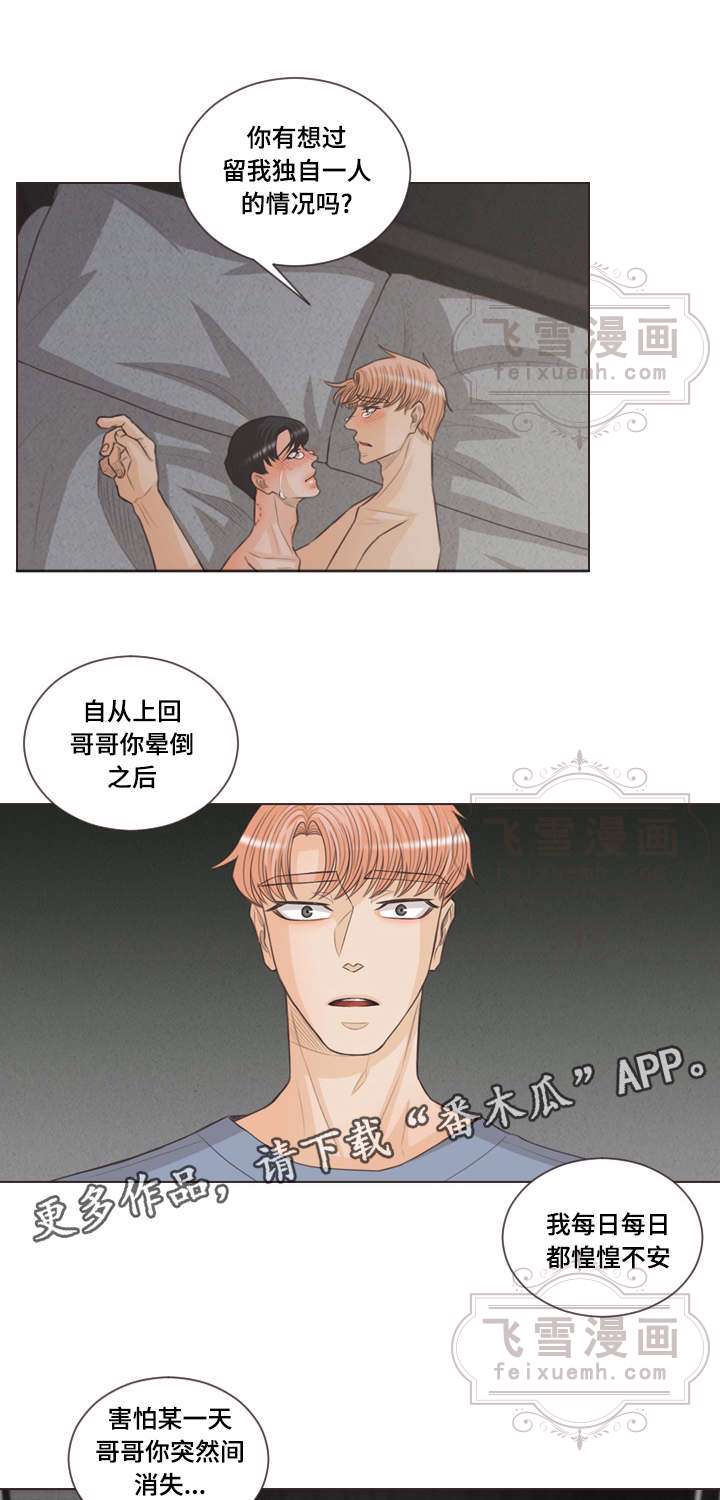 你有想过
留我独自一人
的情况吗?
飞雪漫画
feixuemh.com
自从上回
哥哥你晕倒
之后
飞雪漫画
更多作品，请下载“番木瓜”APP。
我每日每日
都惶惶不安
飞雪漫画
feixuemh.com
害怕某一天
哥哥你突然间
消失...